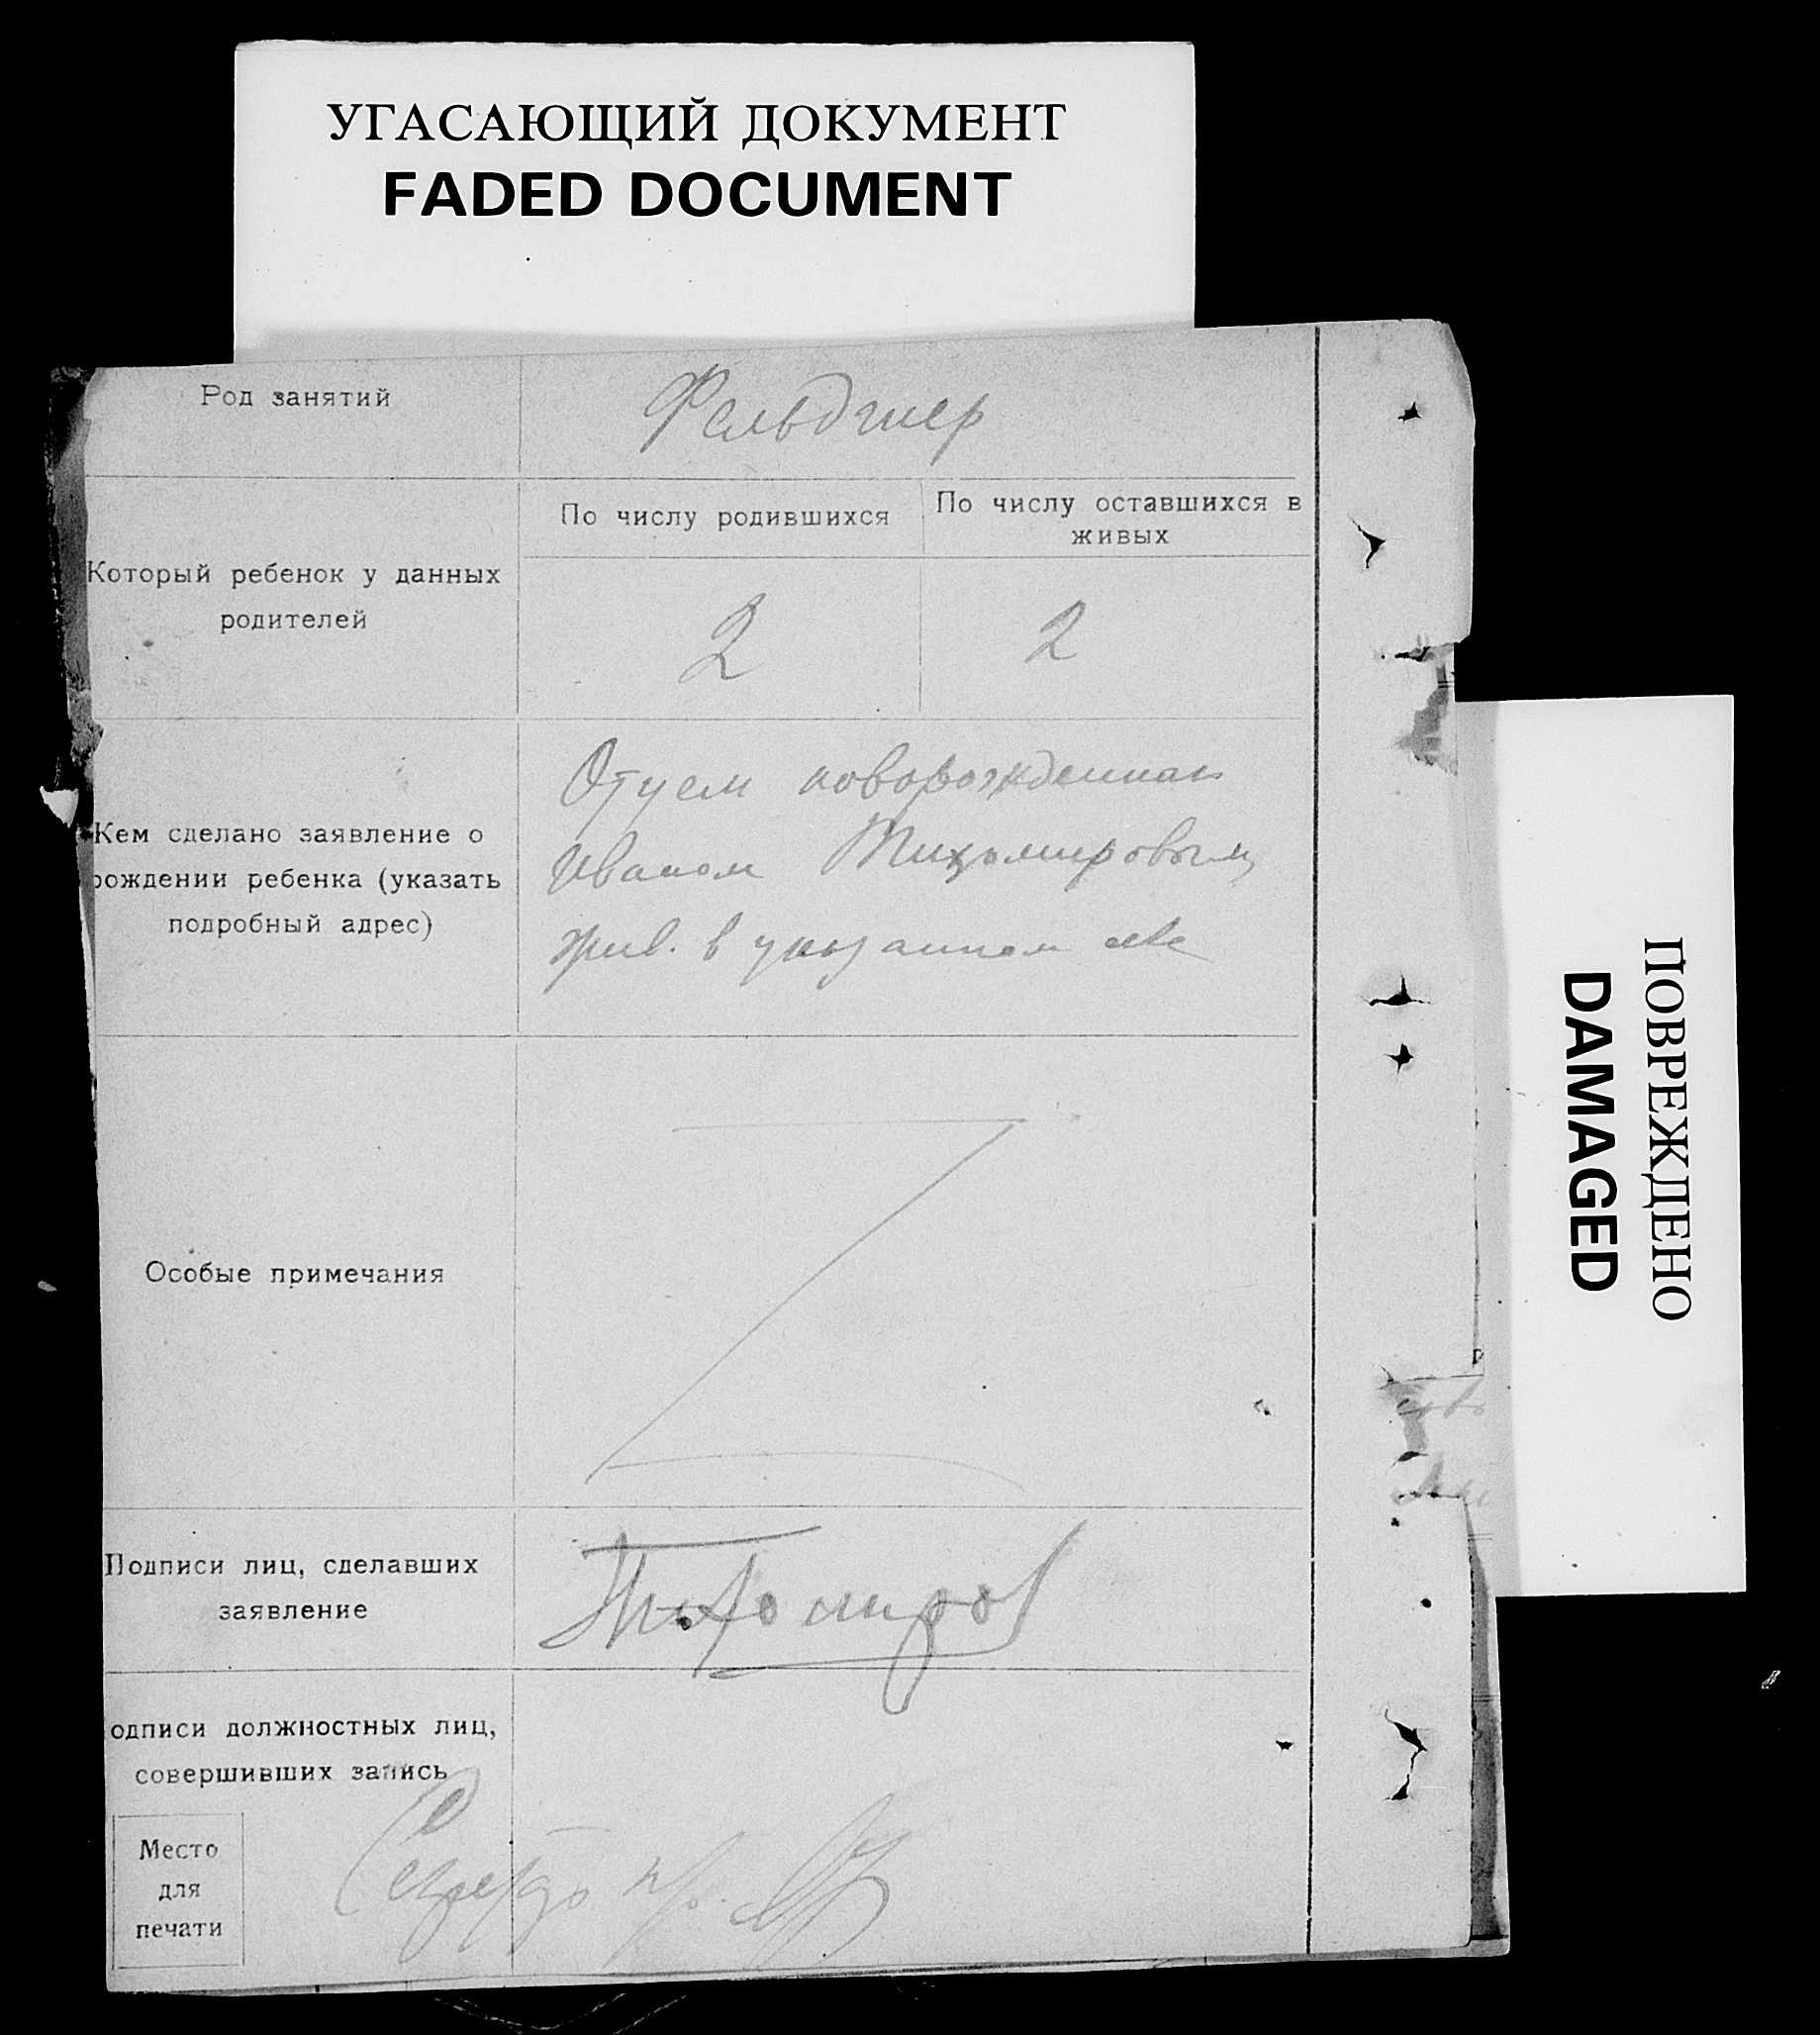 УГАСАЮЩИЙ ДОКУМЕНТ
FADED DOCUMENT
Род занятий
Фельдшер
Который ребенок у данных
родителей
По числу родившихся
По числу оставшихся в
живых
2
2
Кем сделано заявление о
рождении ребенка (указать
подробный адрес)
Отцем новорожденнаго
Иваном Тихомировым,
жив. в указанном
Особые примечания
Подписи лиц, сделавших
заявление
Тихомиров
одписи должностных лиц,
совершивших запись
Место
для
печати
Секретарь
ПОВРЕЖДЕНО
DAMAGED